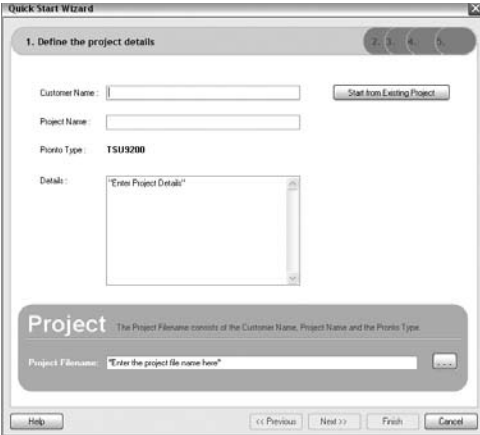 Quick Start Wizard
1. Define the project details
2. 3. 4. 5.
Customer Name :
Start from Existing Project
Project Name :
Pronto Type : TSU9200
Details : "Enter Project Details"
Project The Project Filename consists of the Customer Name, Project Name and the Pronto Type.
Project Filename: "Enter the project file name here" ...
Help << Previous Next >> Finish Cancel